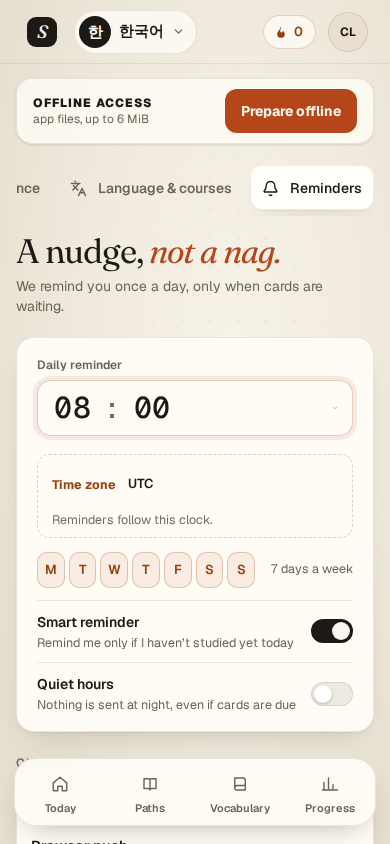 S
한 한국어
0
CL
OFFLINE ACCESS
app files, up to 6 MiB
Prepare offline
nce
Language & courses
Reminders
A nudge, not a nag.
We remind you once a day, only when cards are
waiting.
Daily reminder
08 : 00
Time zone UTC
Reminders follow this clock.
M T W T F S S
7 days a week
Smart reminder
Remind me only if I haven't studied yet today
Quiet hours
Nothing is sent at night, even if cards are due
Today
Paths
Vocabulary
Progress